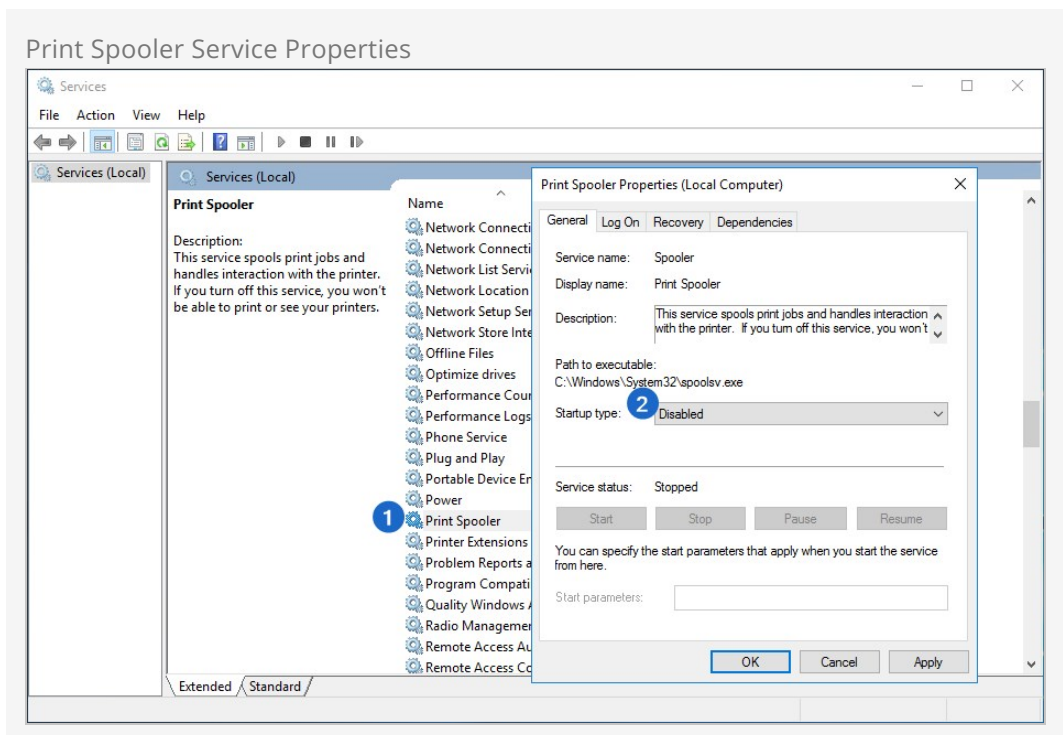 Print Spooler Service Properties
Services
File Action View Help
Services (Local)
Services (Local)
Print Spooler
Description:
This service spools print jobs and
handles interaction with the printer.
If you turn off this service, you won't
be able to print or see your printers.
Name
Network Connecti
Network Connecti
Network List Servi
Network Location
Network Setup Ser
Network Store Inte
Offline Files
Optimize drives
Performance Coun
Performance Logs
Phone Service
Plug and Play
Portable Device En
Power
1
Print Spooler
Printer Extensions
Problem Reports a
Program Compati
Quality Windows A
Radio Managemen
Remote Access Au
Remote Access Co
Extended
Standard
Print Spooler Properties (Local Computer)
General Log On Recovery Dependencies
Service name: Spooler
Display name: Print Spooler
Description: This service spools print jobs and handles interaction
with the printer. If you turn off this service, you won't
Path to executable:
C:\Windows\System32\spoolsv.exe
Startup type: 2 Disabled
Service status: Stopped
Start Stop Pause Resume
You can specify the start parameters that apply when you start the service
from here.
Start parameters:
OK Cancel Apply